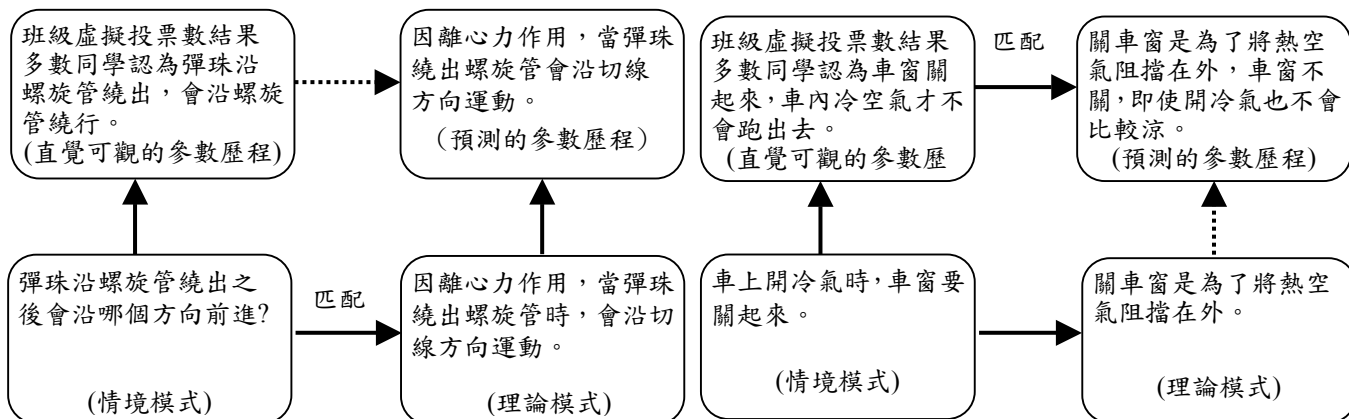 班級虛擬投票數結果
多數同學認為彈珠沿
螺旋管繞出，會沿螺旋
管繞行。
(直覺可觀的參數歷程)
因離心力作用，當彈珠
繞出螺旋管會沿切線
方向運動。
（預測的參數歷程）
彈珠沿螺旋管繞出之
後會沿哪個方向前進?
(情境模式)
匹配
因離心力作用，當彈珠
繞出螺旋管時，會沿切
線方向運動。
(理論模式)
班級虛擬投票數結果
多數同學認為車窗關
起來，車內冷空氣才不
會跑出去。
(直覺可觀的參數歷
匹配
關車窗是為了將熱空
氣阻擋在外，車窗不
關，即使開冷氣也不會
比較涼。
(預測的參數歷程)
車上開冷氣時，車窗要
關起來。
(情境模式)
關車窗是為了將熱空
氣阻擋在外。
(理論模式)